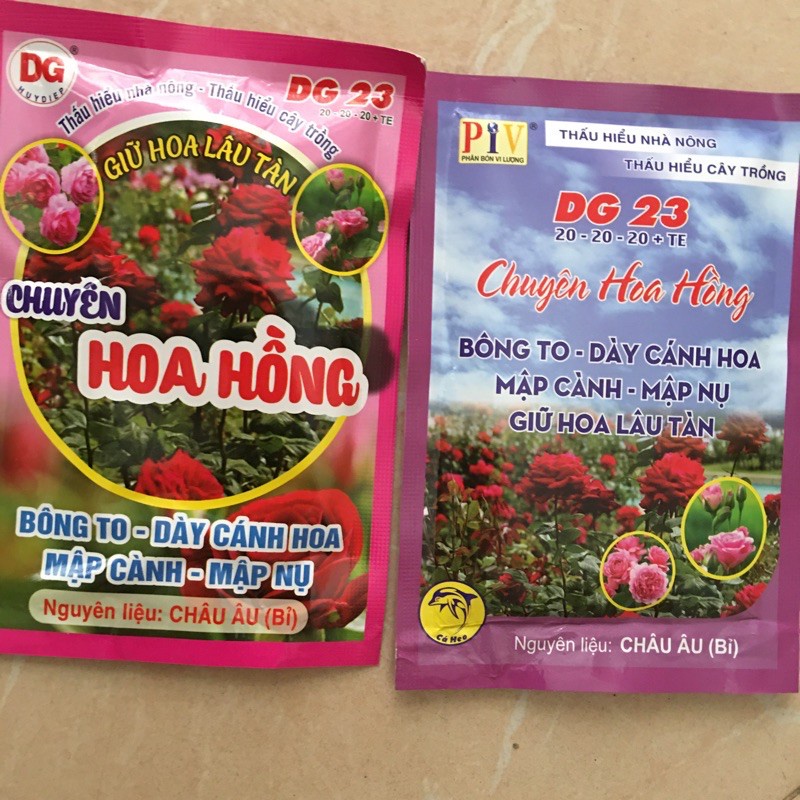 DG
®
HUYDIEP
Thấu hiểu nhà nông - Thấu hiểu cây trồng
DG 23
20 - 20 - 20 + TE
GIỮ HOA LÂU TÀN
CHUYÊN
HOA HỒNG
BÔNG TO - DÀY CÁNH HOA
MẬP CÀNH - MẬP NỤ
Nguyên liệu: CHÂU ÂU (Bỉ)
PIV
®
PHÂN BÓN VI LƯỢNG
THẤU HIỂU NHÀ NÔNG
THẤU HIỂU CÂY TRỒNG
DG 23
20 - 20 - 20 + TE
Chuyên Hoa Hồng
BÔNG TO - DÀY CÁNH HOA
MẬP CÀNH - MẬP NỤ
GIỮ HOA LÂU TÀN
Cá Heo
Nguyên liệu: CHÂU ÂU (Bỉ)